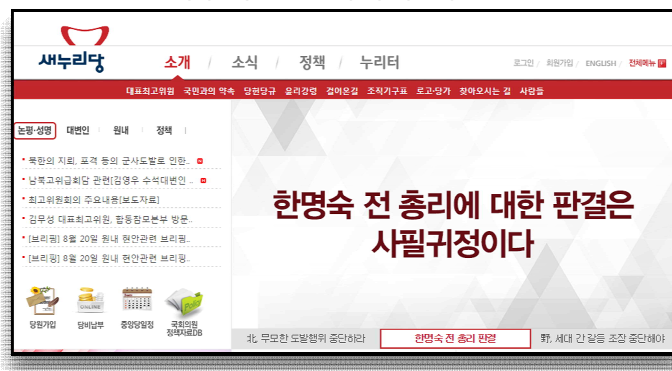 새누리당
소개 / 소식 / 정책 / 누리터
로그인 / 회원가입 / ENGLISH / 전체메뉴
대표최고위원 국민과의 약속 당헌당규 윤리강령 걸어온길 조직기구표 로고·당가 찾아오시는 길 사람들
논평·성명 대변인 원내 정책
북한의 지뢰, 포격 등의 군사도발로 인한..
남북고위급회담 관련[김영우 수석대변인 ..
최고위원회의 주요내용[보도자료]
김무성 대표최고위원, 합동참모본부 방문..
[브리핑] 8월 20일 원내 현안관련 브리핑..
[브리핑] 8월 20일 원내 현안관련 브리핑..
한명숙 전 총리에 대한 판결은
사필귀정이다
ONLINE
Policy
당원가입 당비납부 중앙당일정 국회의원
정책자료DB
北, 무모한 도발행위 중단하라 한명숙 전 총리 판결 野, 세대 간 갈등 조장 중단해야